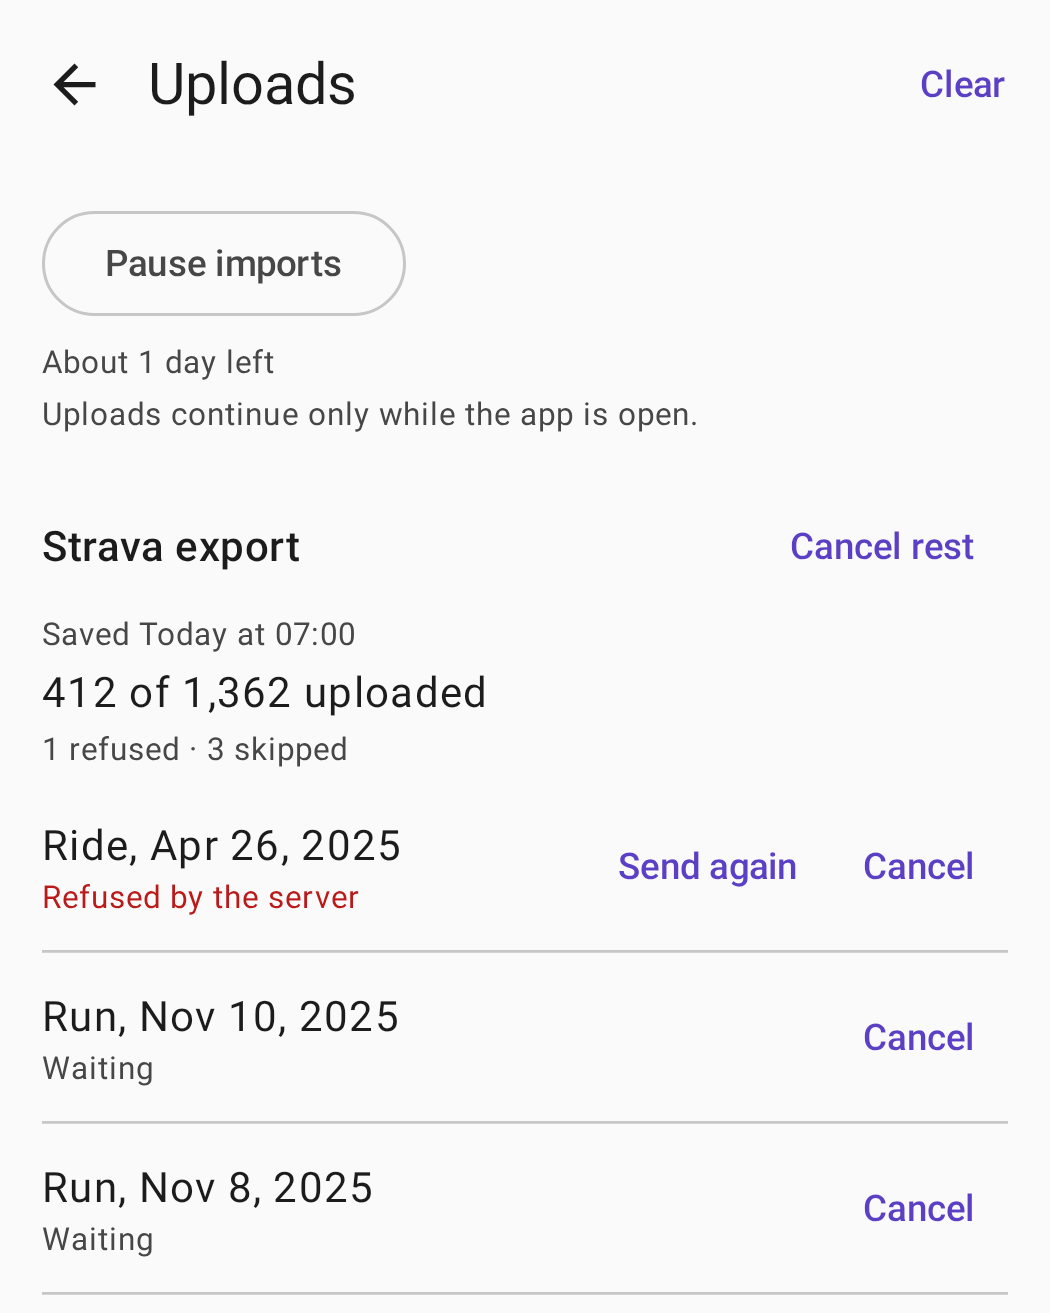 Uploads
Clear
Pause imports
About 1 day left
Uploads continue only while the app is open.
Strava export
Cancel rest
Saved Today at 07:00
412 of 1,362 uploaded
1 refused · 3 skipped
Ride, Apr 26, 2025
Refused by the server
Send again
Cancel
Run, Nov 10, 2025
Waiting
Cancel
Run, Nov 8, 2025
Waiting
Cancel